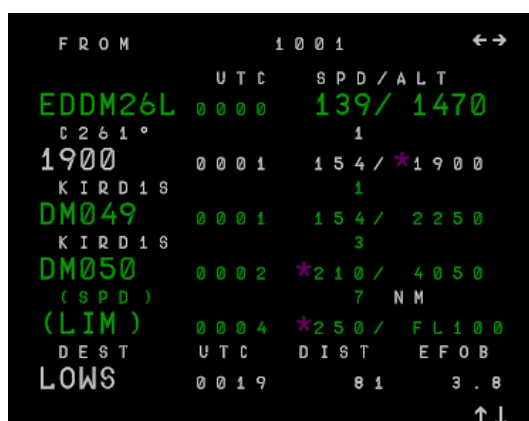 FROM 1001 ←→
UTC SPD/ALT
EDDM26L 0000 139/ 1470
C261° 1
1900 0001 154/ *1900
KIRD1S 1
DM049 0001 154/ 2250
KIRD1S 3
DM050 0002 *210/ 4050
(SPD) 7 NM
(LIM) 0004 *250/ FL100
DEST UTC DIST EFOB
LOWS 0019 81 3.8
↑↓